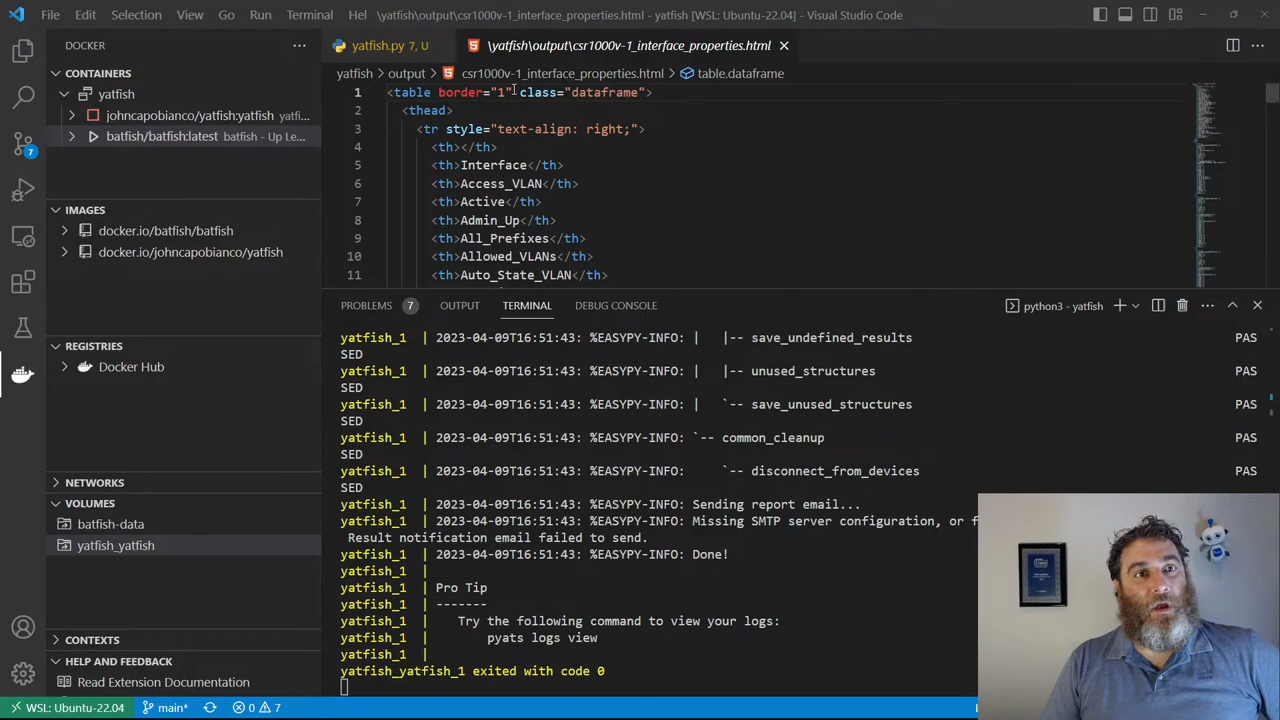 File Edit Selection View Go Run Terminal Hel \yatfish\output\csr1000v-1_interface_properties.html - yatfish [WSL: Ubuntu-22.04] - Visual Studio Code
DOCKER
yatfish.py 7, U
\yatfish\output\csr1000v-1_interface_properties.html
yatfish > output > csr1000v-1_interface_properties.html > table.dataframe
CONTAINERS
yatfish
johncapobianco/yatfish:yatfish yatfi...
batfish/batfish:latest batfish - Up Le...
IMAGES
docker.io/batfish/batfish
docker.io/johncapobianco/yatfish
REGISTRIES
Docker Hub
NETWORKS
VOLUMES
batfish-data
yatfish_yatfish
CONTEXTS
HELP AND FEEDBACK
Read Extension Documentation
7
1 <table border="1" class="dataframe">
2 <thead>
3 <tr style="text-align: right;">
4 <th></th>
5 <th>Interface</th>
6 <th>Access_VLAN</th>
7 <th>Active</th>
8 <th>Admin_Up</th>
9 <th>All_Prefixes</th>
10 <th>Allowed_VLANs</th>
11 <th>Auto_State_VLAN</th>
PROBLEMS 7 OUTPUT TERMINAL DEBUG CONSOLE python3 - yatfish
yatfish_1 | 2023-04-09T16:51:43: %EASYPY-INFO: | |-- save_undefined_results PAS
SED
yatfish_1 | 2023-04-09T16:51:43: %EASYPY-INFO: | |-- unused_structures PAS
SED
yatfish_1 | 2023-04-09T16:51:43: %EASYPY-INFO: | `-- save_unused_structures PAS
SED
yatfish_1 | 2023-04-09T16:51:43: %EASYPY-INFO: `-- common_cleanup PAS
SED
yatfish_1 | 2023-04-09T16:51:43: %EASYPY-INFO: `-- disconnect_from_devices PAS
SED
yatfish_1 | 2023-04-09T16:51:43: %EASYPY-INFO: Sending report email...
yatfish_1 | 2023-04-09T16:51:43: %EASYPY-INFO: Missing SMTP server configuration, or f
Result notification email failed to send.
yatfish_1 | 2023-04-09T16:51:43: %EASYPY-INFO: Done!
yatfish_1 |
yatfish_1 | Pro Tip
yatfish_1 | -------
yatfish_1 | Try the following command to view your logs:
yatfish_1 | pyats logs view
yatfish_1 |
yatfish_yatfish_1 exited with code 0
WSL: Ubuntu-22.04 main* 0 7